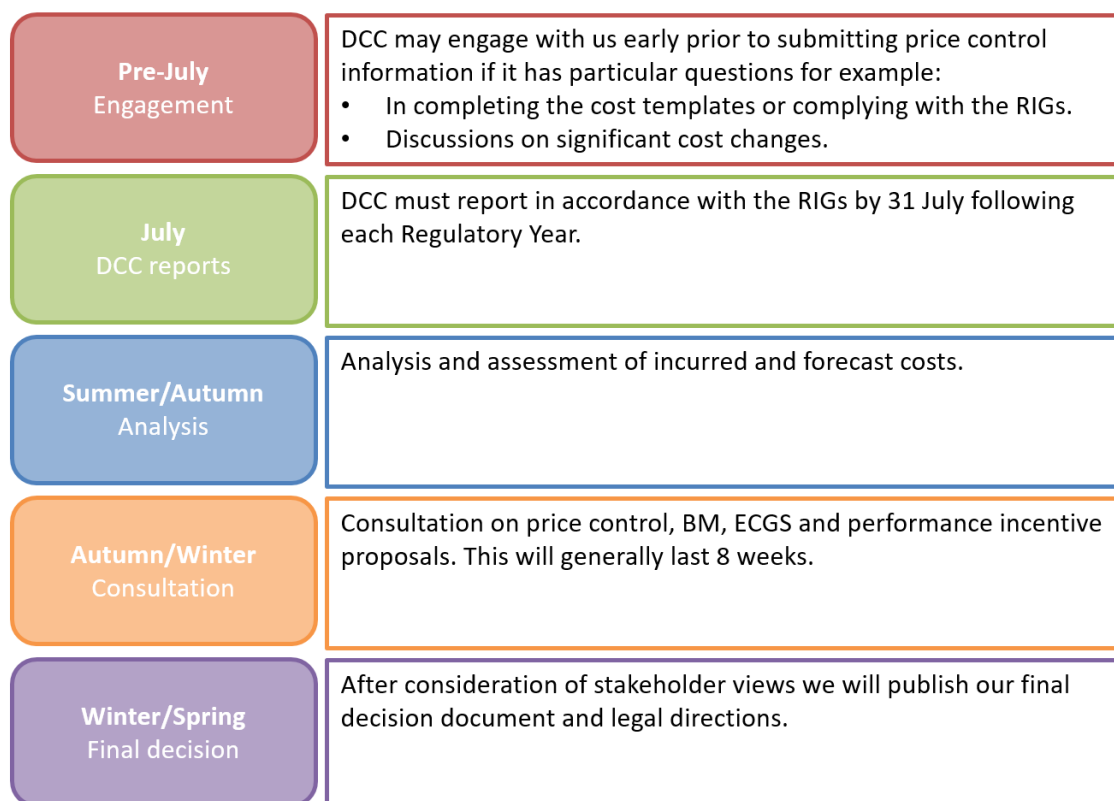 Pre-July
Engagement
DCC may engage with us early prior to submitting price control
information if it has particular questions for example:
• In completing the cost templates or complying with the RIGs.
• Discussions on significant cost changes.
July
DCC reports
DCC must report in accordance with the RIGs by 31 July following
each Regulatory Year.
Summer/Autumn
Analysis
Analysis and assessment of incurred and forecast costs.
Autumn/Winter
Consultation
Consultation on price control, BM, ECGS and performance incentive
proposals. This will generally last 8 weeks.
Winter/Spring
Final decision
After consideration of stakeholder views we will publish our final
decision document and legal directions.